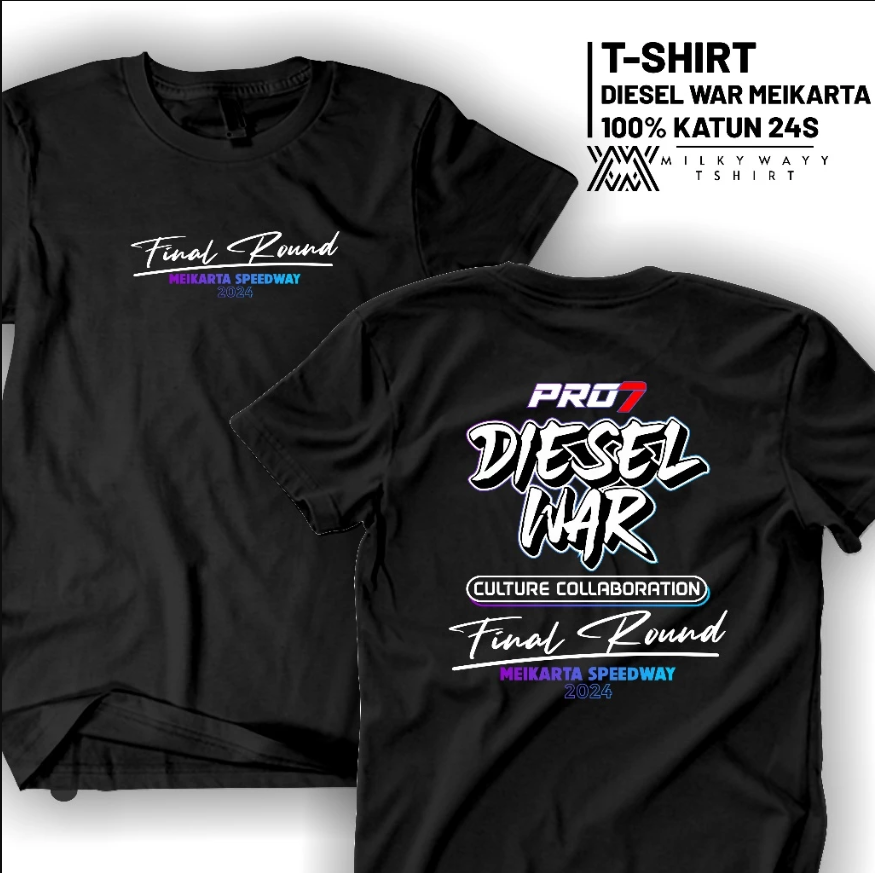 T-SHIRT
DIESEL WAR MEIKARTA
100% KATUN 24S
MILKYWAYY
TSHIRT
Final Round
MEIKARTA SPEEDWAY
2024
PRO7
DIESEL
WAR
CULTURE COLLABORATION
Final Round
MEIKARTA SPEEDWAY
2024